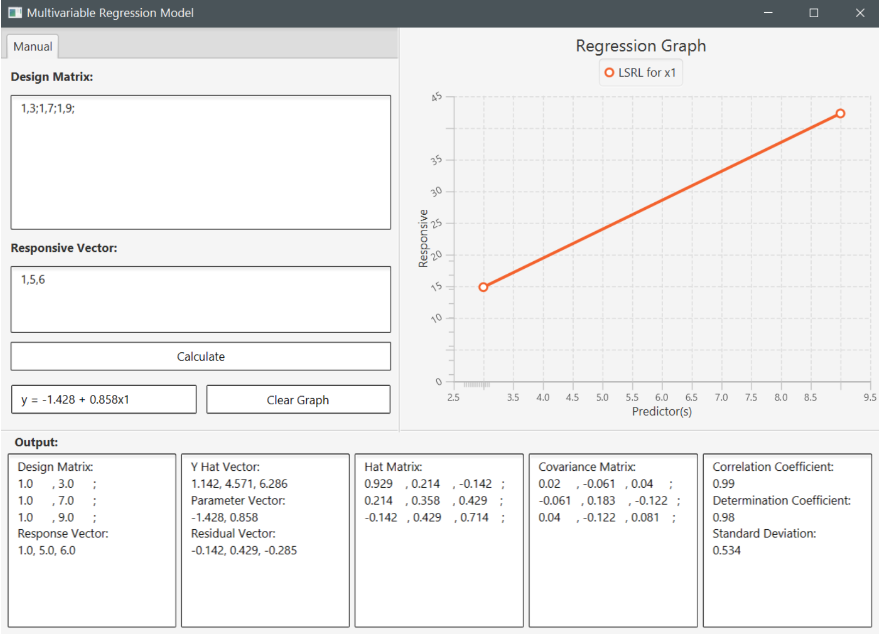 Multivariable Regression Model
Manual
Design Matrix:
1,3;1,7;1,9;
Responsive Vector:
1,5,6
Calculate
y = -1.428 + 0.858x1
Clear Graph
Regression Graph
LSRL for x1
Responsive
45
35
30
25
20
15
10
0
2.5 3.5 4.0 4.5 5.0 5.5 6.0 6.5 7.0 7.5 8.0 8.5 9.5
Predictor(s)
Output:
Design Matrix:
1.0 , 3.0 ;
1.0 , 7.0 ;
1.0 , 9.0 ;
Response Vector:
1.0, 5.0, 6.0
Y Hat Vector:
1.142, 4.571, 6.286
Parameter Vector:
-1.428, 0.858
Residual Vector:
-0.142, 0.429, -0.285
Hat Matrix:
0.929 , 0.214 , -0.142 ;
0.214 , 0.358 , 0.429 ;
-0.142 , 0.429 , 0.714 ;
Covariance Matrix:
0.02 , -0.061 , 0.04 ;
-0.061 , 0.183 , -0.122 ;
0.04 , -0.122 , 0.081 ;
Correlation Coefficient:
0.99
Determination Coefficient:
0.98
Standard Deviation:
0.534